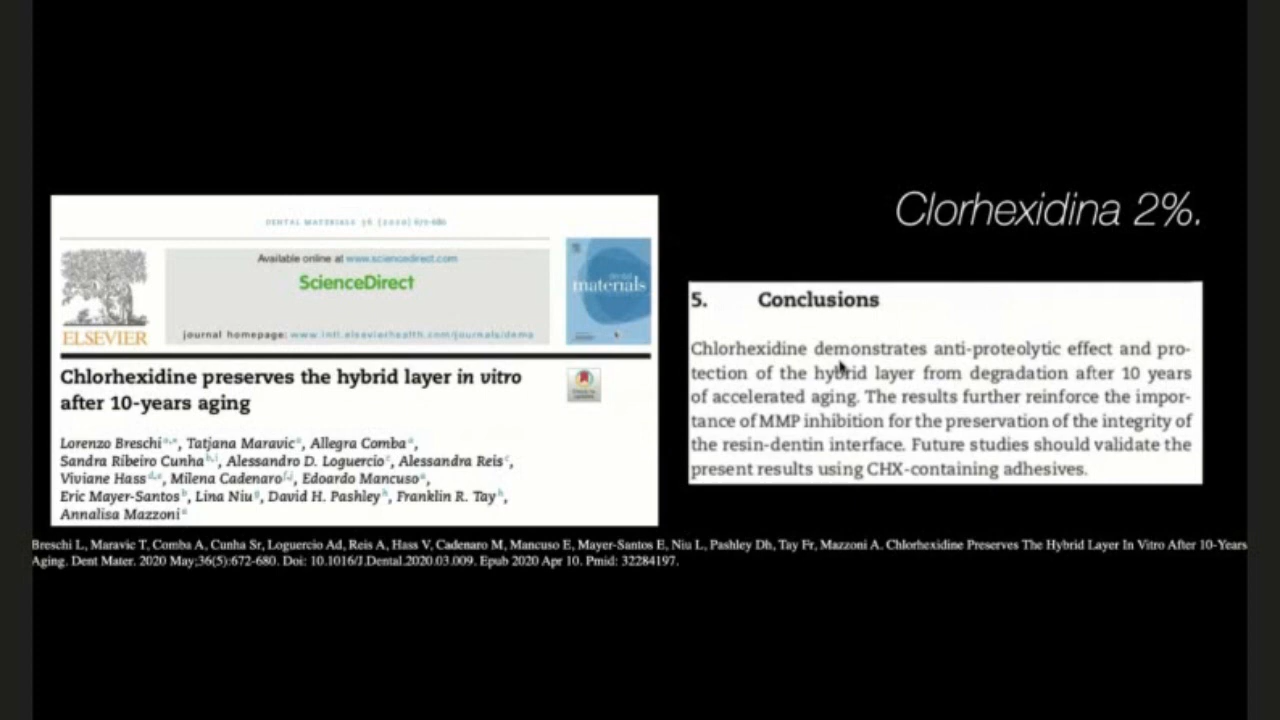 DENTAL MATERIALS 36 (2020) 672-680
Available online at www.sciencedirect.com
ScienceDirect
journal homepage: www.intl.elsevierhealth.com/journals/dema
ELSEVIER
materials
Chlorhexidine preserves the hybrid layer in vitro
after 10-years aging
Lorenzo Breschi, Tatjana Maravic, Allegra Comba,
Sandra Ribeiro Cunha, Alessandro D. Loguercio, Alessandra Reis,
Viviane Hass, Milena Cadenaro, Edoardo Mancuso,
Eric Mayer-Santos, Lina Niu, David H. Pashley, Franklin R. Tay,
Annalisa Mazzoni
Clorhexidina 2%.
5. Conclusions
Chlorhexidine demonstrates anti-proteolytic effect and pro-
tection of the hybrid layer from degradation after 10 years
of accelerated aging. The results further reinforce the impor-
tance of MMP inhibition for the preservation of the integrity of
the resin-dentin interface. Future studies should validate the
present results using CHX-containing adhesives.
Breschi L, Maravic T, Comba A, Cunha Sr, Loguercio Ad, Reis A, Hass V, Cadenaro M, Mancuso E, Mayer-Santos E, Niu L, Pashley Dh, Tay Fr, Mazzoni A. Chlorhexidine Preserves The Hybrid Layer In Vitro After 10-Years
Aging. Dent Mater. 2020 May;36(5):672-680. Doi: 10.1016/J.Dental.2020.03.009. Epub 2020 Apr 10. Pmid: 32284197.